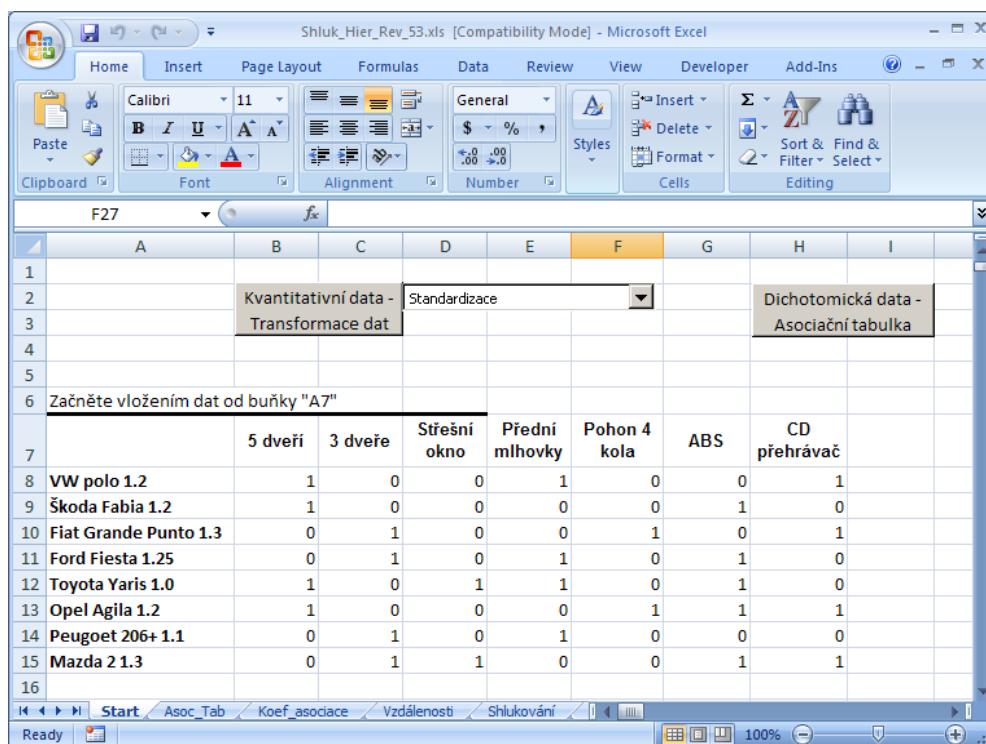 Shluk_Hier_Rev_53.xls [Compatibility Mode] - Microsoft Excel
Home Insert Page Layout Formulas Data Review View Developer Add-Ins
Calibri 11 General Insert Σ
B I U A A $ % , Delete
Paste Styles Sort & Find &
Format Filter Select
Clipboard Font Alignment Number Cells Editing
F27 fx
A B C D E F G H I
1
2 Kvantitativní data - Standardizace Dichotomická data -
3 Transformace dat Asociační tabulka
4
5
6 Začněte vložením dat od buňky "A7"
5 dveří 3 dveře Střešní okno Přední mlhovky Pohon 4 kola ABS CD přehrávač
7
8 VW polo 1.2 1 0 0 1 0 0 1
9 Škoda Fabia 1.2 1 0 0 0 0 1 0
10 Fiat Grande Punto 1.3 0 1 0 0 1 0 1
11 Ford Fiesta 1.25 0 1 0 1 0 1 0
12 Toyota Yaris 1.0 1 0 1 1 0 1 0
13 Opel Agila 1.2 1 0 0 0 1 1 1
14 Peugoet 206+ 1.1 0 1 0 1 0 0 0
15 Mazda 2 1.3 0 1 1 0 0 1 1
16
Start Asoc_Tab Koef_asociace Vzdálenosti Shlukování
Ready 100%